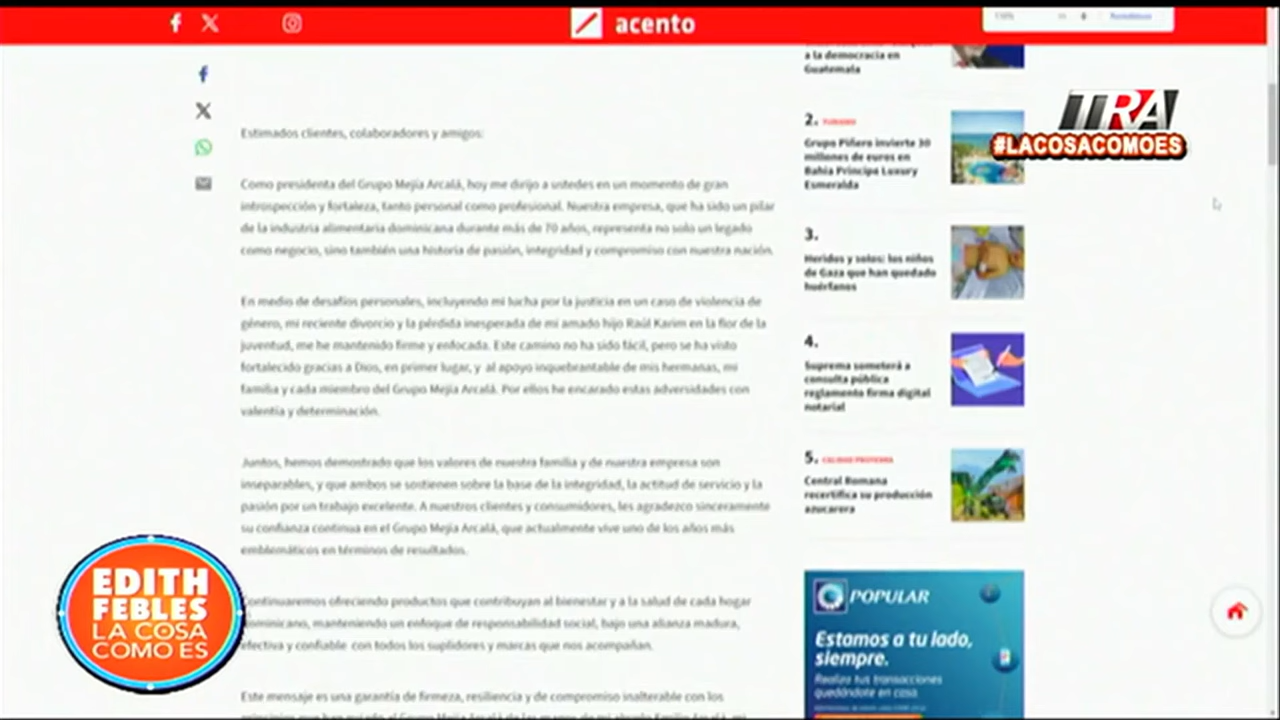 acento
Estimados clientes, colaboradores y amigos:
Como presidenta del Grupo Mejía Arcalá, hoy me dirijo a ustedes en un momento de gran
introspección y fortaleza, tanto personal como profesional. Nuestra empresa, que ha sido un pilar
de la industria alimentaria dominicana durante más de 70 años, representa no solo un legado
como negocio, sino también una historia de pasión, integridad y compromiso con nuestra nación.
En medio de desafíos personales, incluyendo mi lucha por la justicia en un caso de violencia de
género, mi reciente divorcio y la pérdida inesperada de mi amado hijo Raúl Karim en la flor de la
juventud, me he mantenido firme y enfocada. Este camino no ha sido fácil, pero se ha visto
fortalecido gracias a Dios, en primer lugar, y al apoyo inquebrantable de mis hermanas, mi
familia y cada miembro del Grupo Mejía Arcalá. Por ellos he encarado estas adversidades con
valentía y determinación.
Juntos, hemos demostrado que los valores de nuestra familia y de nuestra empresa son
inseparables, y que ambos se sostienen sobre la base de la integridad, la actitud de servicio y la
pasión por un trabajo excelente. A nuestros clientes y consumidores, les agradezco sinceramente
su confianza continua en el Grupo Mejía Arcalá, que actualmente vive uno de los años más
emblemáticos en términos de resultados.
Continuaremos ofreciendo productos que contribuyan al bienestar y a la salud de cada hogar
dominicano, manteniendo un enfoque de responsabilidad social, bajo una alianza madura,
efectiva y confiable con todos los suplidores y marcas que nos acompañan.
Este mensaje es una garantía de firmeza, resiliencia y de compromiso inalterable con los
a la democracia en
Guatemala
2. TURISMO
Grupo Piñero invierte 30
millones de euros en
Bahia Principe Luxury
Esmeralda
3.
Heridos y solos: los niños
de Gaza que han quedado
huérfanos
4.
Suprema someterá a
consulta pública
reglamento firma digital
notarial
5.
Central Romana
recertifica su producción
azucarera
POPULAR
Estamos a tu lado,
siempre.
Realiza tus transacciones
quedándote en casa.
TRA
#LACOSACOMOES
EDITH
FEBLES
LA COSA
COMO ES